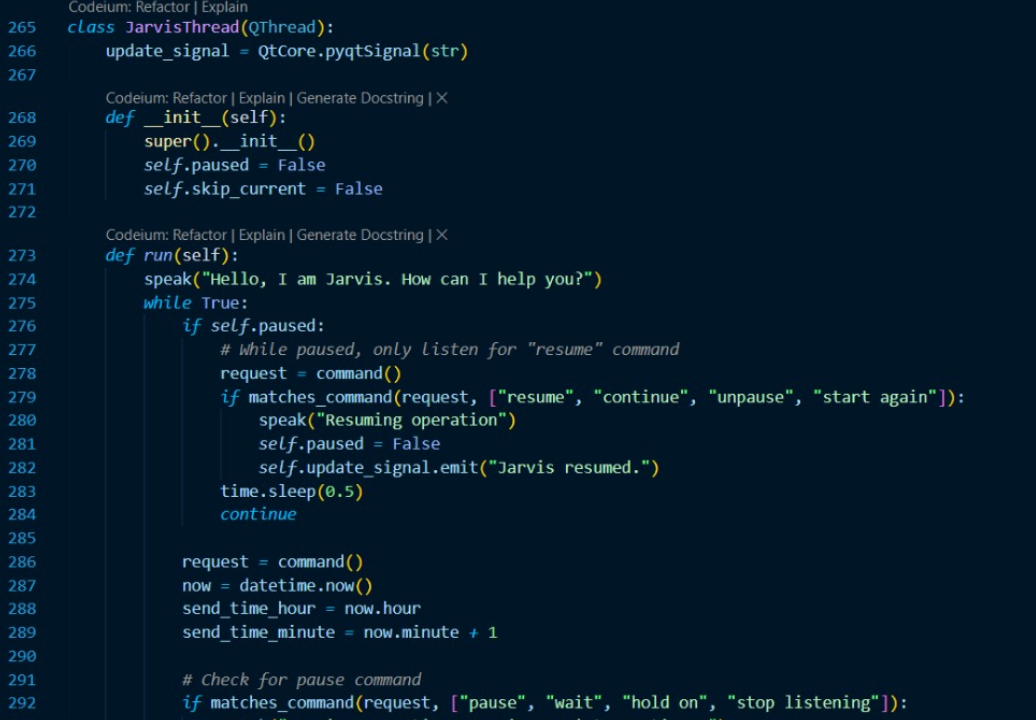 Codeium: Refactor | Explain
265 class JarvisThread(QThread):
266     update_signal = QtCore.pyqtSignal(str)
267
Codeium: Refactor | Explain | Generate Docstring | ✕
268     def __init__(self):
269         super().__init__()
270         self.paused = False
271         self.skip_current = False
272
Codeium: Refactor | Explain | Generate Docstring | ✕
273     def run(self):
274         speak("Hello, I am Jarvis. How can I help you?")
275         while True:
276             if self.paused:
277                 # While paused, only listen for "resume" command
278                 request = command()
279                 if matches_command(request, ["resume", "continue", "unpause", "start again"]):
280                     speak("Resuming operation")
281                     self.paused = False
282                     self.update_signal.emit("Jarvis resumed.")
283                 time.sleep(0.5)
284                 continue
285
286             request = command()
287             now = datetime.now()
288             send_time_hour = now.hour
289             send_time_minute = now.minute + 1
290
291             # Check for pause command
292             if matches_command(request, ["pause", "wait", "hold on", "stop listening"]):